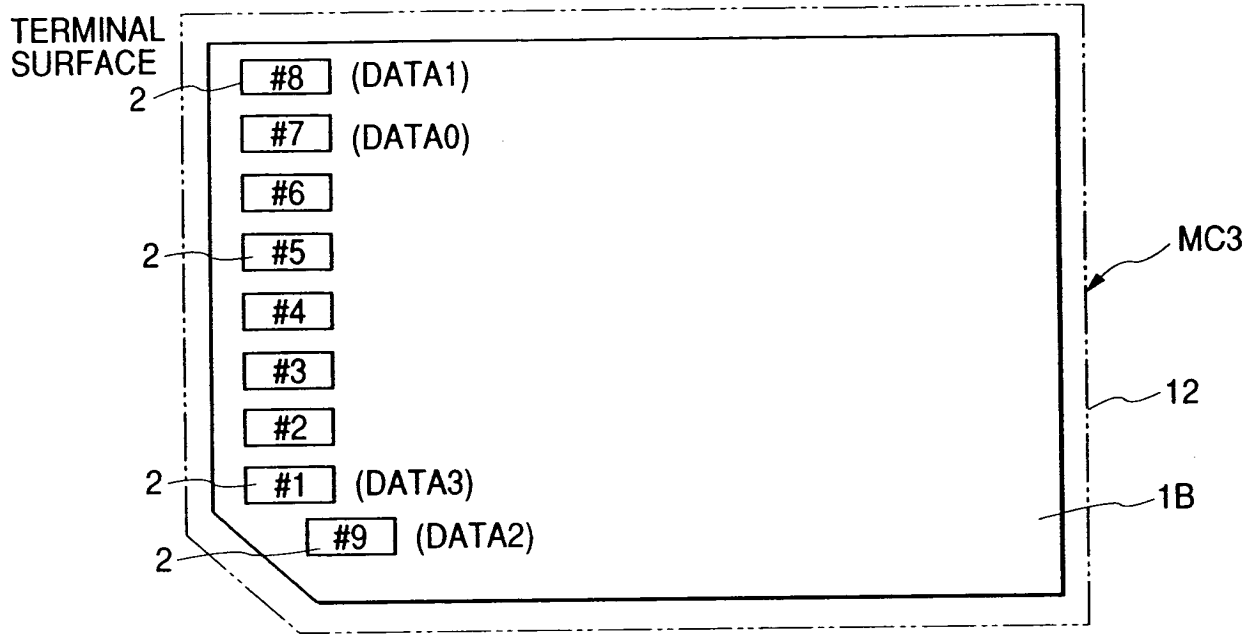 TERMINAL
SURFACE
2 #8 (DATA1)
#7 (DATA0)
#6
2 #5 MC3
#4
#3
12
#2
2 #1 (DATA3)
1B
2 #9 (DATA2)